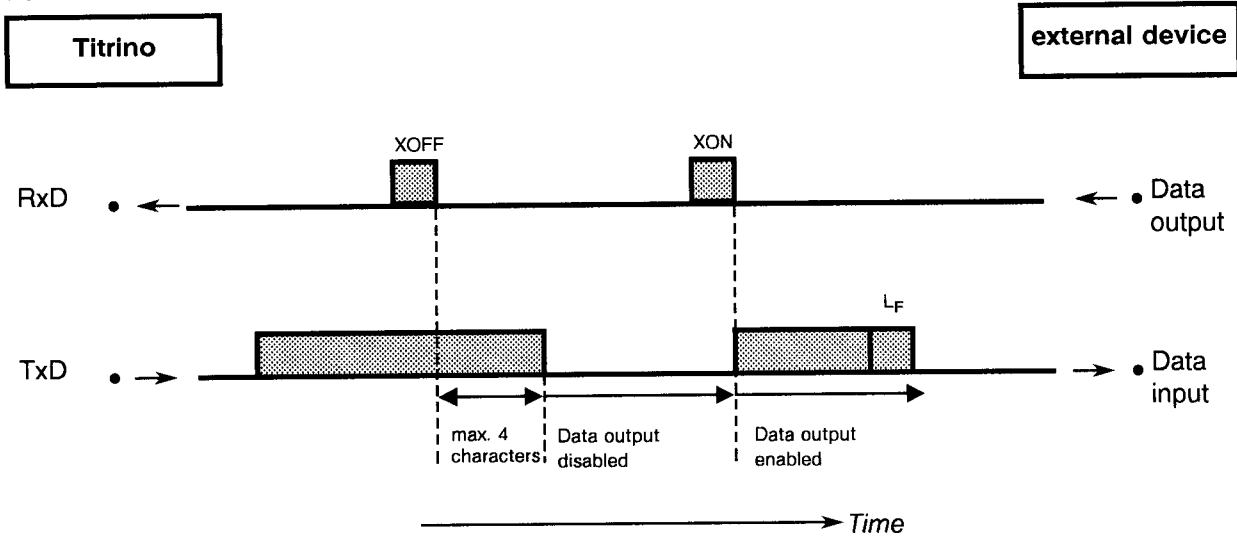 Titrino
external device
XOFF
XON
RxD
Data
output
LF
TxD
Data
input
max. 4
characters
Data output
disabled
Data output
enabled
Time